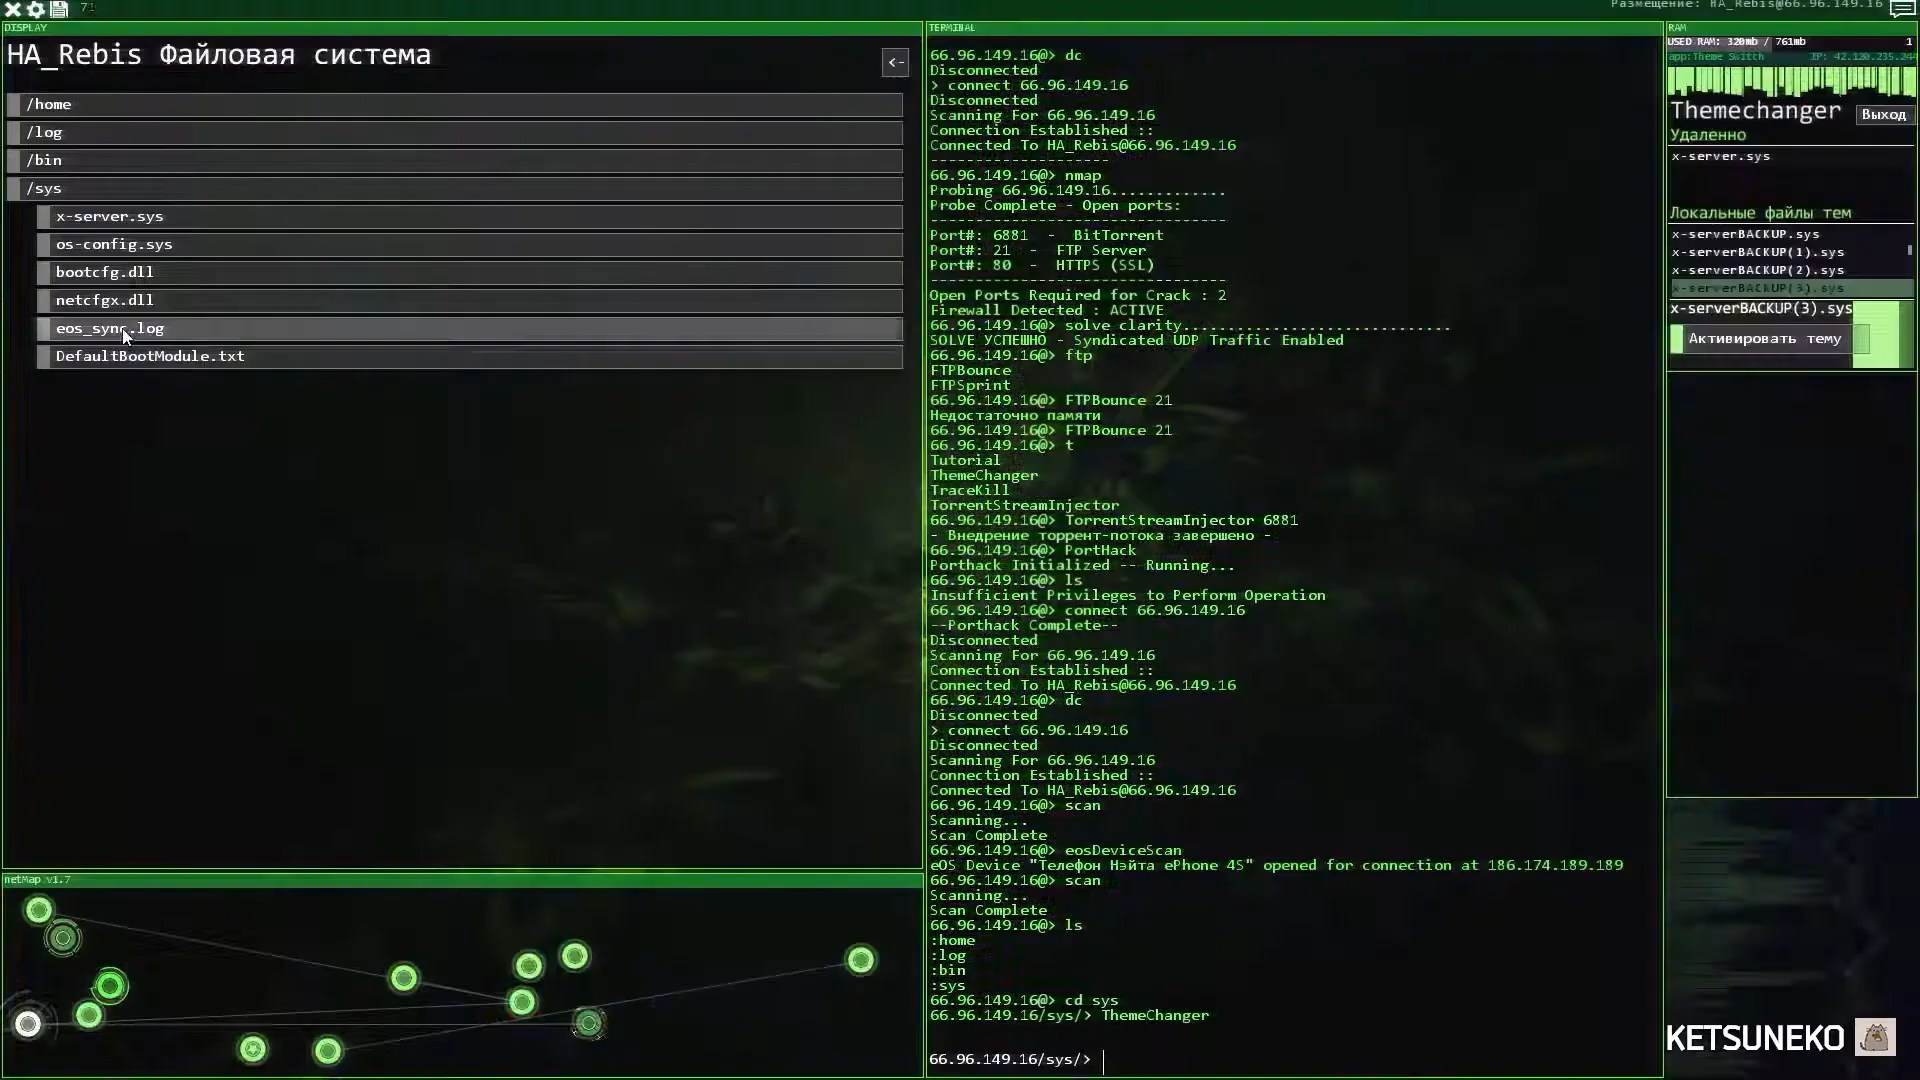 71
Размещение: HA_Rebis@66.96.149.16
DISPLAY
HA_Rebis Файловая система
<-
/home
/log
/bin
/sys
x-server.sys
os-config.sys
bootcfg.dll
netcfgx.dll
eos_sync.log
DefaultBootModule.txt
netMap v1.7
TERMINAL
66.96.149.16@> dc
Disconnected
> connect 66.96.149.16
Disconnected
Scanning For 66.96.149.16
Connection Established ::
Connected To HA_Rebis@66.96.149.16
--------------------
66.96.149.16@> nmap
Probing 66.96.149.16.............
Probe Complete - Open ports:
---------------------------------
Port#: 6881 - BitTorrent
Port#: 21 - FTP Server
Port#: 80 - HTTPS (SSL)
---------------------------------
Open Ports Required for Crack : 2
Firewall Detected : ACTIVE
66.96.149.16@> solve clarity..............................
SOLVE УСПЕШНО - Syndicated UDP Traffic Enabled
66.96.149.16@> ftp
FTPBounce
FTPSprint
66.96.149.16@> FTPBounce 21
Недостаточно памяти
66.96.149.16@> FTPBounce 21
66.96.149.16@> t
Tutorial
ThemeChanger
TraceKill
TorrentStreamInjector
66.96.149.16@> TorrentStreamInjector 6881
- Внедрение торрент-потока завершено -
66.96.149.16@> PortHack
Porthack Initialized -- Running...
66.96.149.16@> ls
Insufficient Privileges to Perform Operation
66.96.149.16@> connect 66.96.149.16
--Porthack Complete--
Disconnected
Scanning For 66.96.149.16
Connection Established ::
Connected To HA_Rebis@66.96.149.16
66.96.149.16@> dc
Disconnected
> connect 66.96.149.16
Disconnected
Scanning For 66.96.149.16
Connection Established ::
Connected To HA_Rebis@66.96.149.16
66.96.149.16@> scan
Scanning...
Scan Complete
66.96.149.16@> eosDeviceScan
eOS Device "Телефон Нэйта ePhone 4S" opened for connection at 186.174.189.189
66.96.149.16@> scan
Scanning...
Scan Complete
66.96.149.16@> ls
:home
:log
:bin
:sys
66.96.149.16@> cd sys
66.96.149.16/sys/> ThemeChanger
66.96.149.16/sys/>
RAM
USED RAM: 320mb / 761mb 1
app:Theme Switch IP: 42.120.235.244
Themechanger Выход
Удаленно
x-server.sys
Локальные файлы тем
x-serverBACKUP.sys
x-serverBACKUP(1).sys
x-serverBACKUP(2).sys
x-serverBACKUP(3).sys
x-serverBACKUP(3).sys
Активировать тему
KETSUNEKO